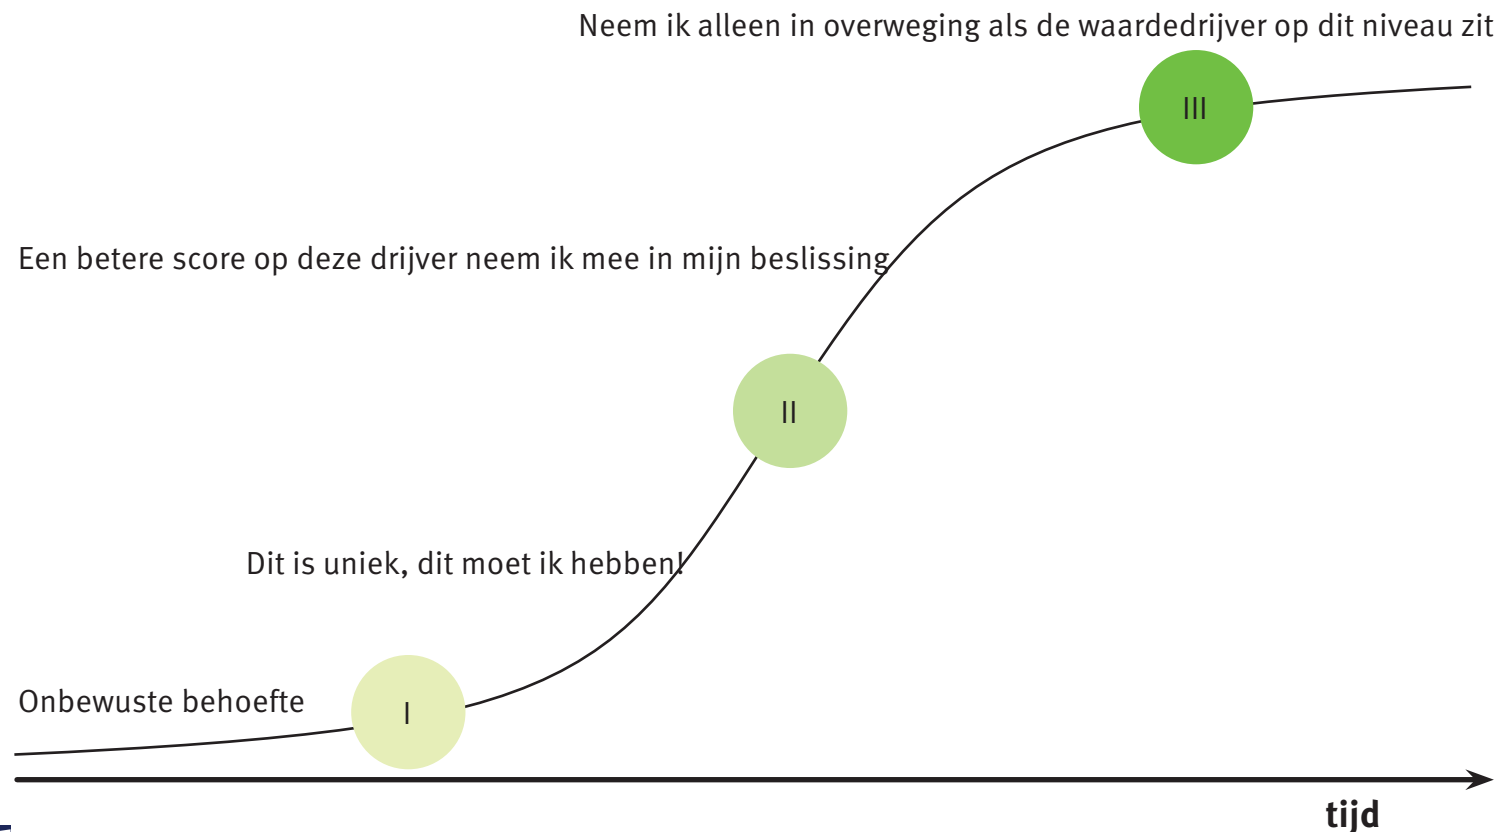 Neem ik alleen in overweging als de waardedrijver op dit niveau zit
III
Een betere score op deze drijver neem ik mee in mijn beslissing
II
Dit is uniek, dit moet ik hebben!
Onbewuste behoefte
I
tijd